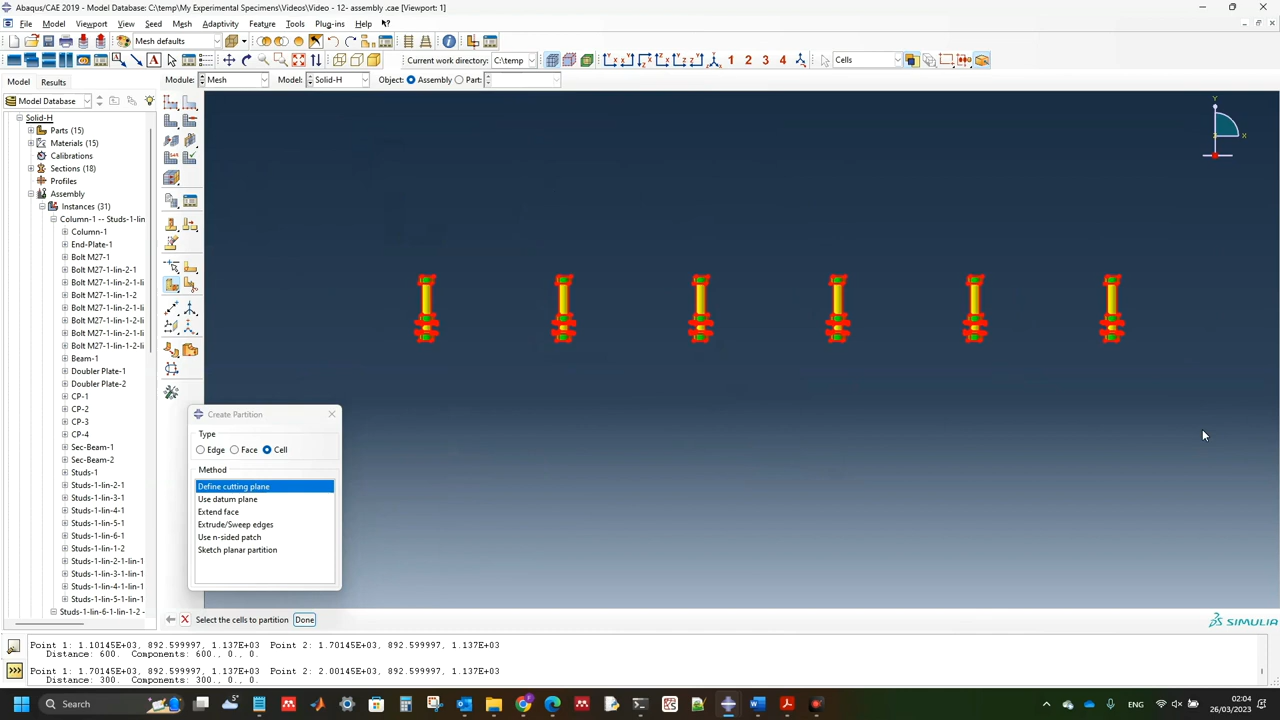 Abaqus/CAE 2019 - Model Database: C:\temp\My Experimental Specimens\Videos\Video - 12- assembly .cae [Viewport: 1]
File Model Viewport View Seed Mesh Adaptivity Feature Tools Plug-ins Help
Mesh defaults
Current work directory: C:\temp 1 2 3 4 Cells
Model Results Module: Mesh Model: Solid-H Object: Assembly Part:
Model Database
Solid-H
Parts (15)
Materials (15)
Calibrations
Sections (18)
Profiles
Assembly
Instances (31)
Column-1 -- Studs-1-lin
Column-1
End-Plate-1
Bolt M27-1
Bolt M27-1-lin-2-1
Bolt M27-1-lin-2-1-li
Bolt M27-1-lin-1-2
Bolt M27-1-lin-2-1-li
Bolt M27-1-lin-1-2-li
Bolt M27-1-lin-2-1-li
Bolt M27-1-lin-1-2-li
Beam-1
Doubler Plate-1
Doubler Plate-2
CP-1
CP-2
CP-3
CP-4
Sec-Beam-1
Sec-Beam-2
Studs-1
Studs-1-lin-2-1
Studs-1-lin-3-1
Studs-1-lin-4-1
Studs-1-lin-5-1
Studs-1-lin-6-1
Studs-1-lin-1-2
Studs-1-lin-2-1-lin-1
Studs-1-lin-3-1-lin-1
Studs-1-lin-4-1-lin-1
Studs-1-lin-5-1-lin-1
Studs-1-lin-6-1-lin-1-2 -
Y
X
Create Partition
Type
Edge Face Cell
Method
Define cutting plane
Use datum plane
Extend face
Extrude/Sweep edges
Use n-sided patch
Sketch planar partition
Select the cells to partition Done
SIMULIA
Point 1: 1.10145E+03, 892.599997, 1.137E+03 Point 2: 1.70145E+03, 892.599997, 1.137E+03
Distance: 600. Components: 600., 0., 0.
Point 1: 1.70145E+03, 892.599997, 1.137E+03 Point 2: 2.00145E+03, 892.599997, 1.137E+03
Distance: 300. Components: 300., 0., 0.
Search
ENG
02:04
26/03/2023